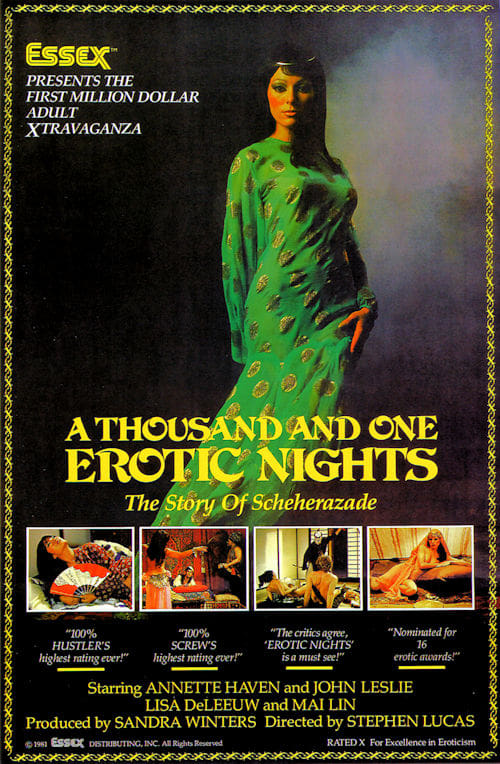 ESSEX™
PRESENTS THE
FIRST MILLION DOLLAR
ADULT
XTRAVAGANZA
A THOUSAND AND ONE
EROTIC NIGHTS
The Story Of Scheherazade
"100%
HUSTLER'S
highest rating ever!"
"100%
SCREW'S
highest rating ever!"
"The critics agree,
'EROTIC NIGHTS'
is a must see!"
"Nominated for
16
erotic awards!"
Starring ANNETTE HAVEN and JOHN LESLIE
LISA DeLEEUW and MAI LIN
Produced by SANDRA WINTERS Directed by STEPHEN LUCAS
© 1981 ESSEX DISTRIBUTING, INC. All Rights Reserved
RATED X For Excellence in Eroticism